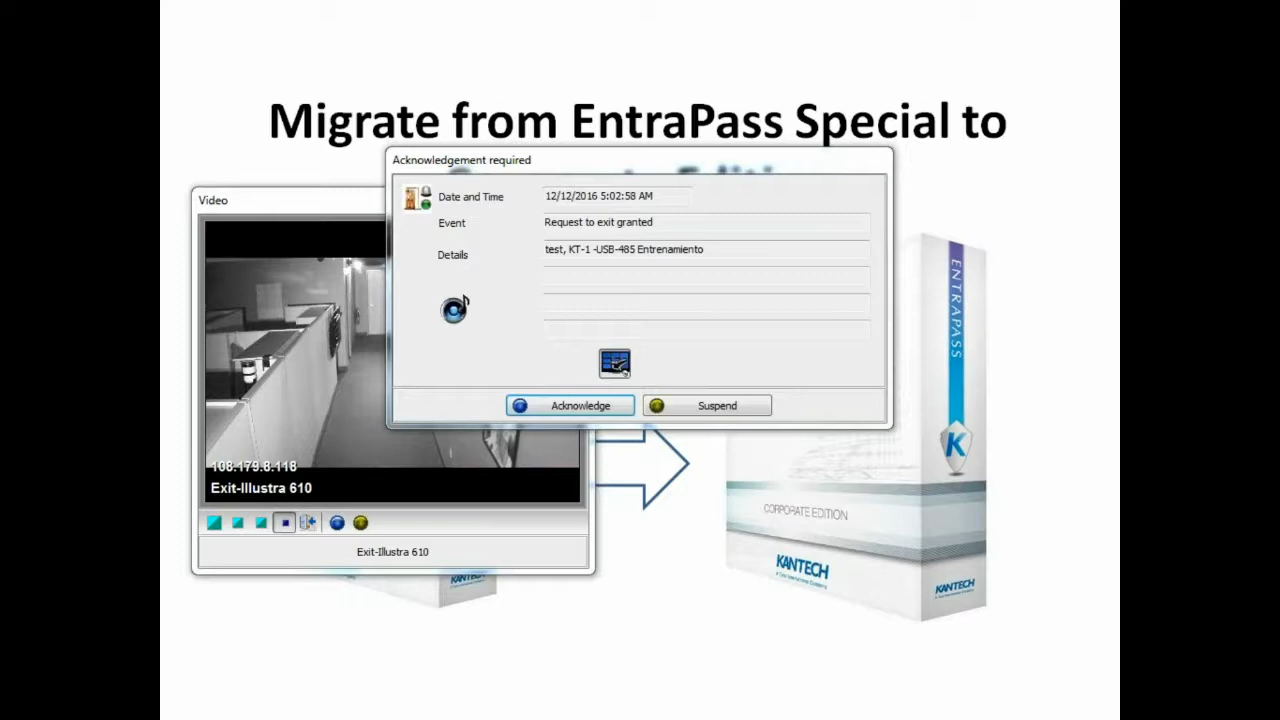 Migrate from EntraPass Special to
Acknowledgement required
Date and Time
12/12/2016 5:02:58 AM
Event
Request to exit granted
Details
test, KT-1 -USB-485 Entrenamiento
Acknowledge
Suspend
Video
108.179.8.118
Exit-Illustra 610
Exit-Illustra 610
ENTRAPASS
K
CORPORATE EDITION
KANTECH
KANTECH
KANTECH